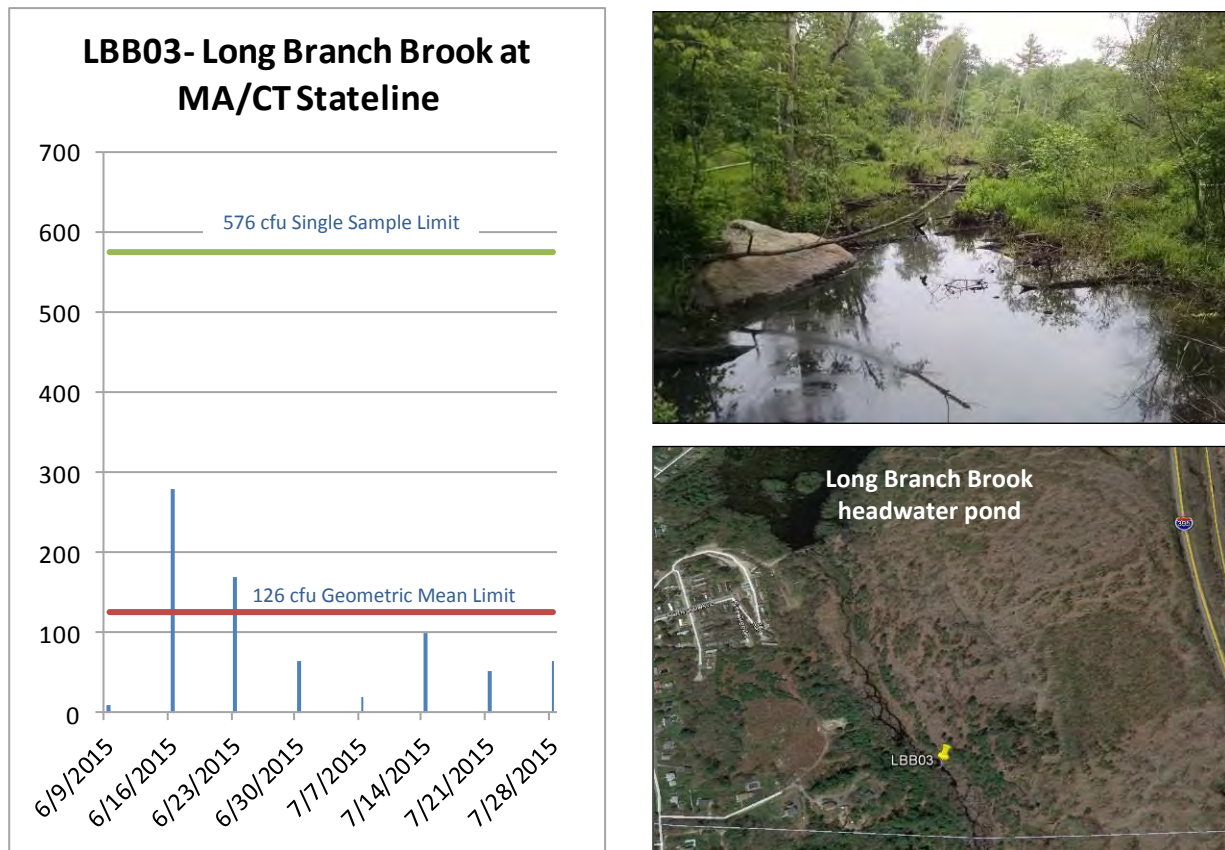 LBB03- Long Branch Brook at
MA/CT Stateline
700
600
500
400
300
200
100
0
576 cfu Single Sample Limit
126 cfu Geometric Mean Limit
6/9/2015
6/16/2015
6/23/2015
6/30/2015
7/7/2015
7/14/2015
7/21/2015
7/28/2015
Long Branch Brook
headwater pond
395
LBB03